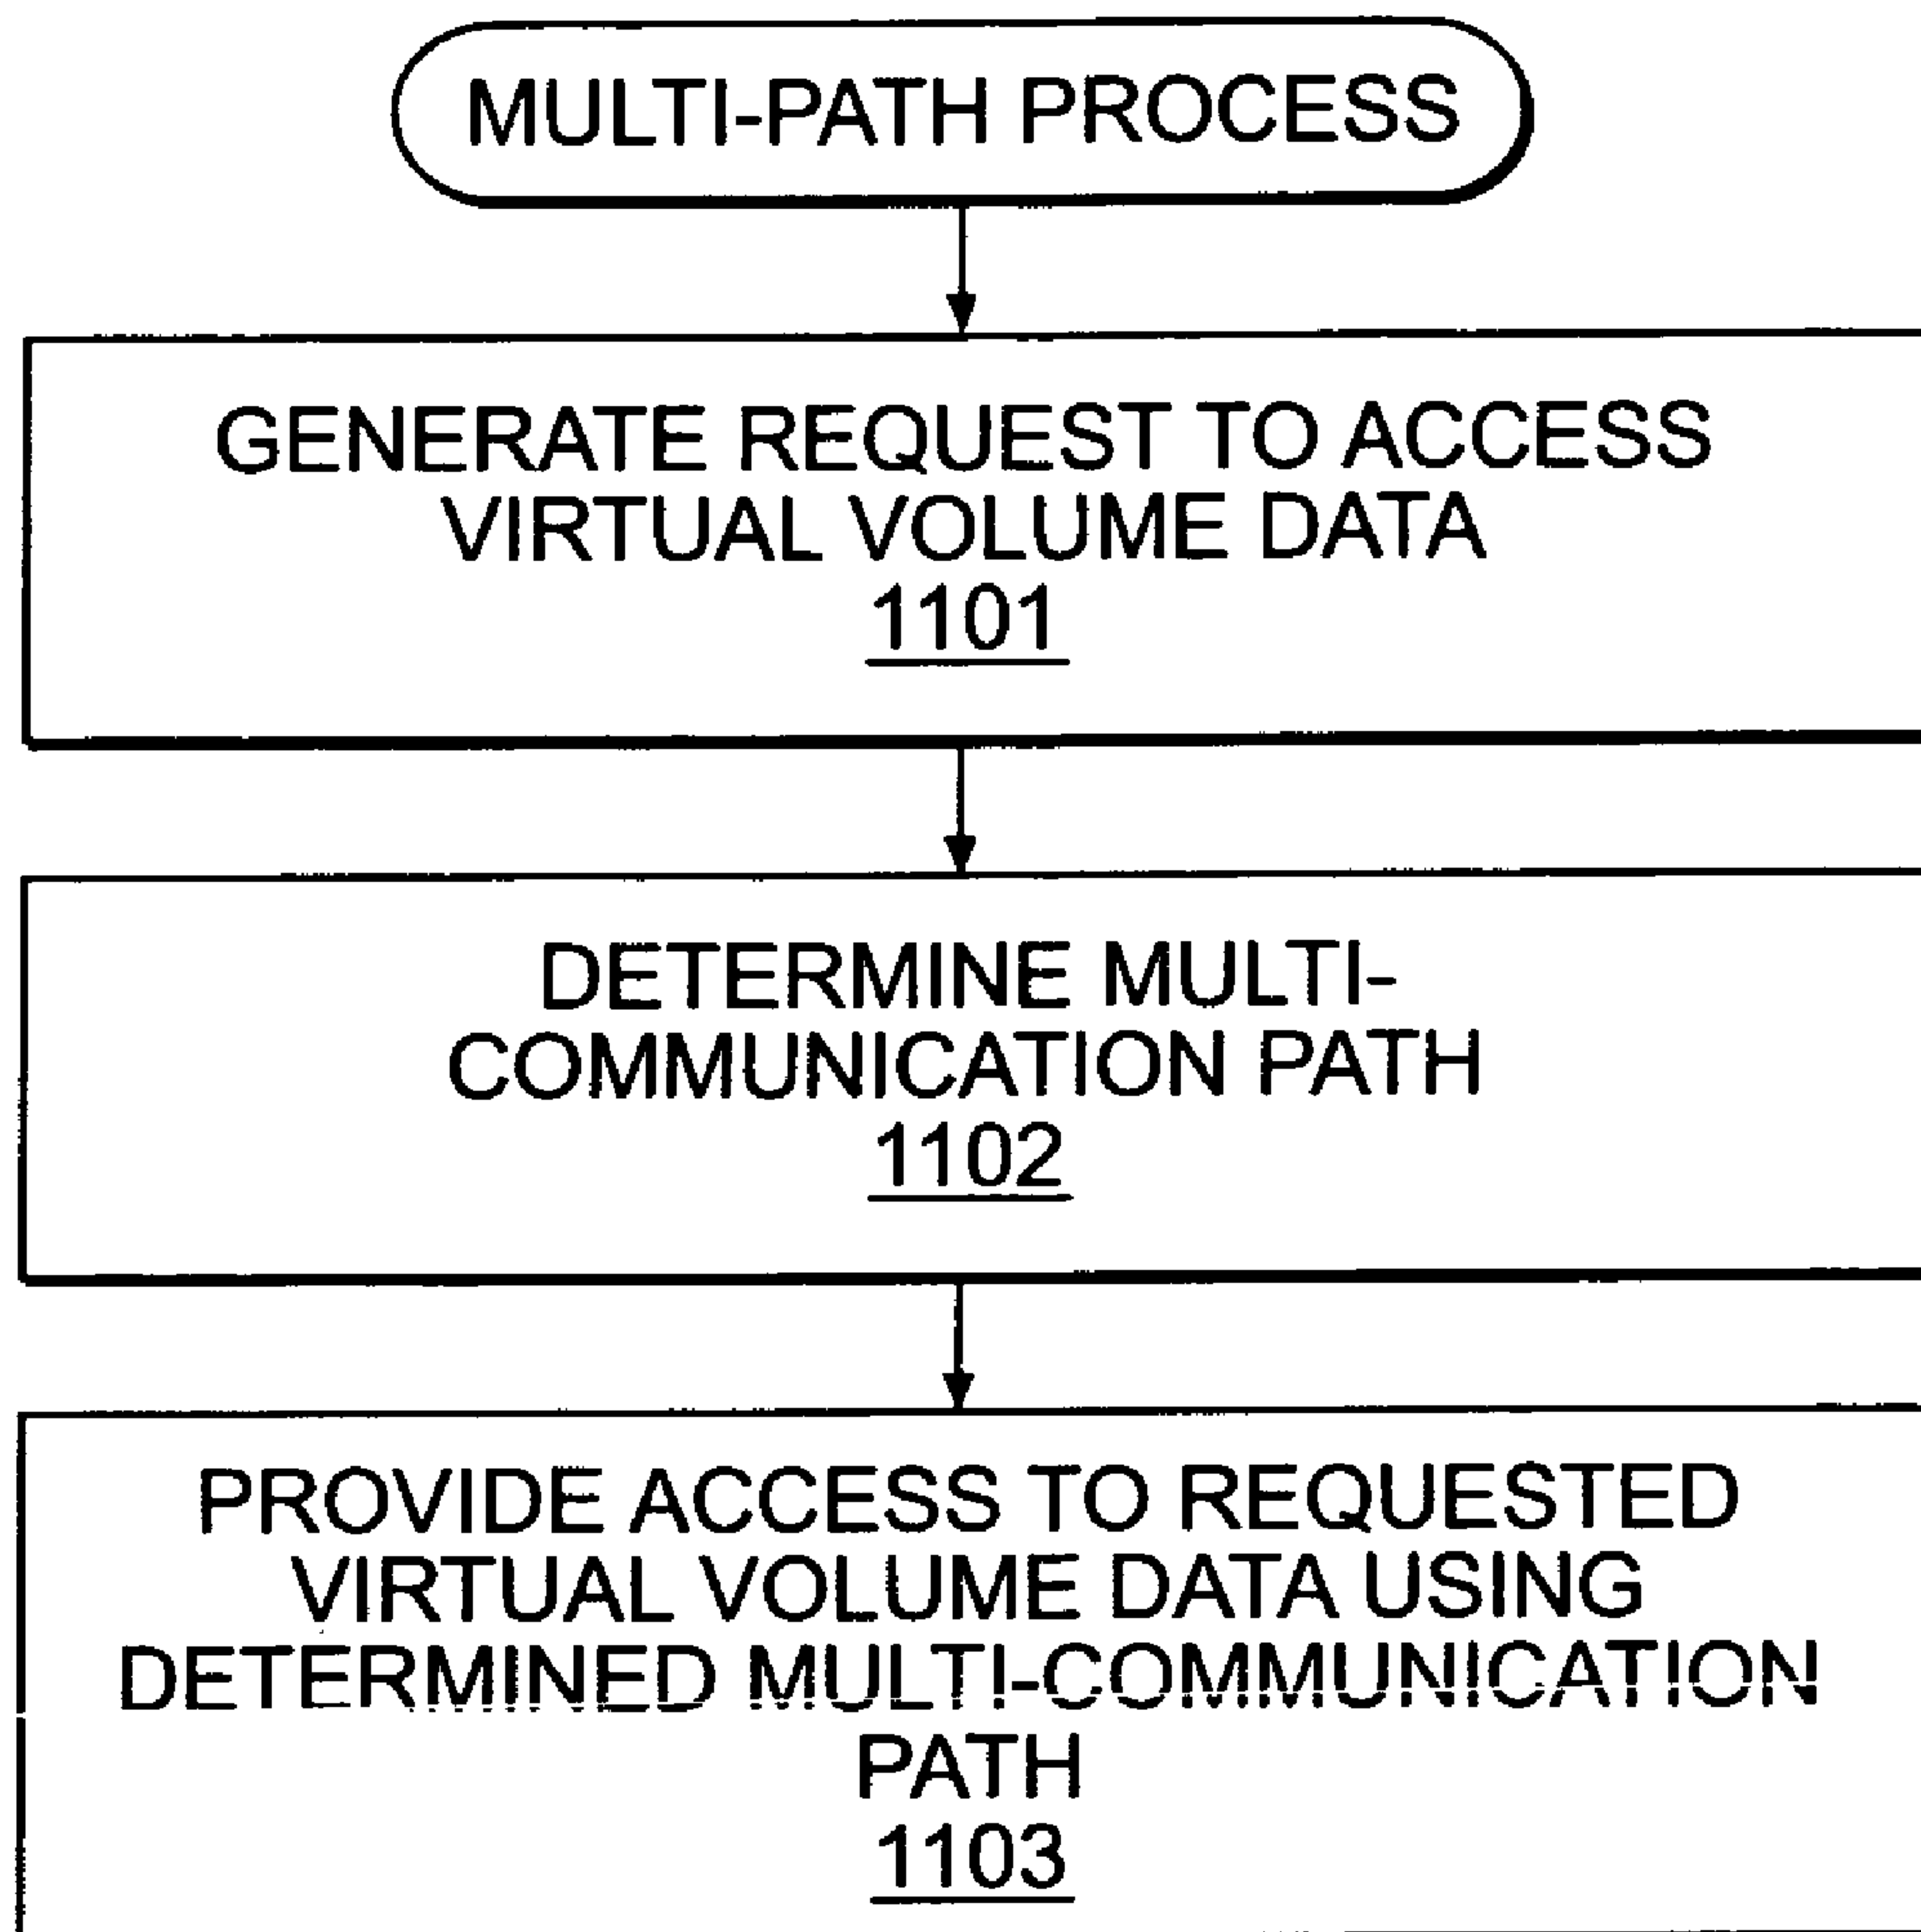 MULTI-PATH PROCESS
GENERATE REQUEST TO ACCESS
VIRTUAL VOLUME DATA
1101
DETERMINE MULTI-
COMMUNICATION PATH
1102
PROVIDE ACCESS TO REQUESTED
VIRTUAL VOLUME DATA USING
DETERMINED MULTI-COMMUNICATION
PATH
1103